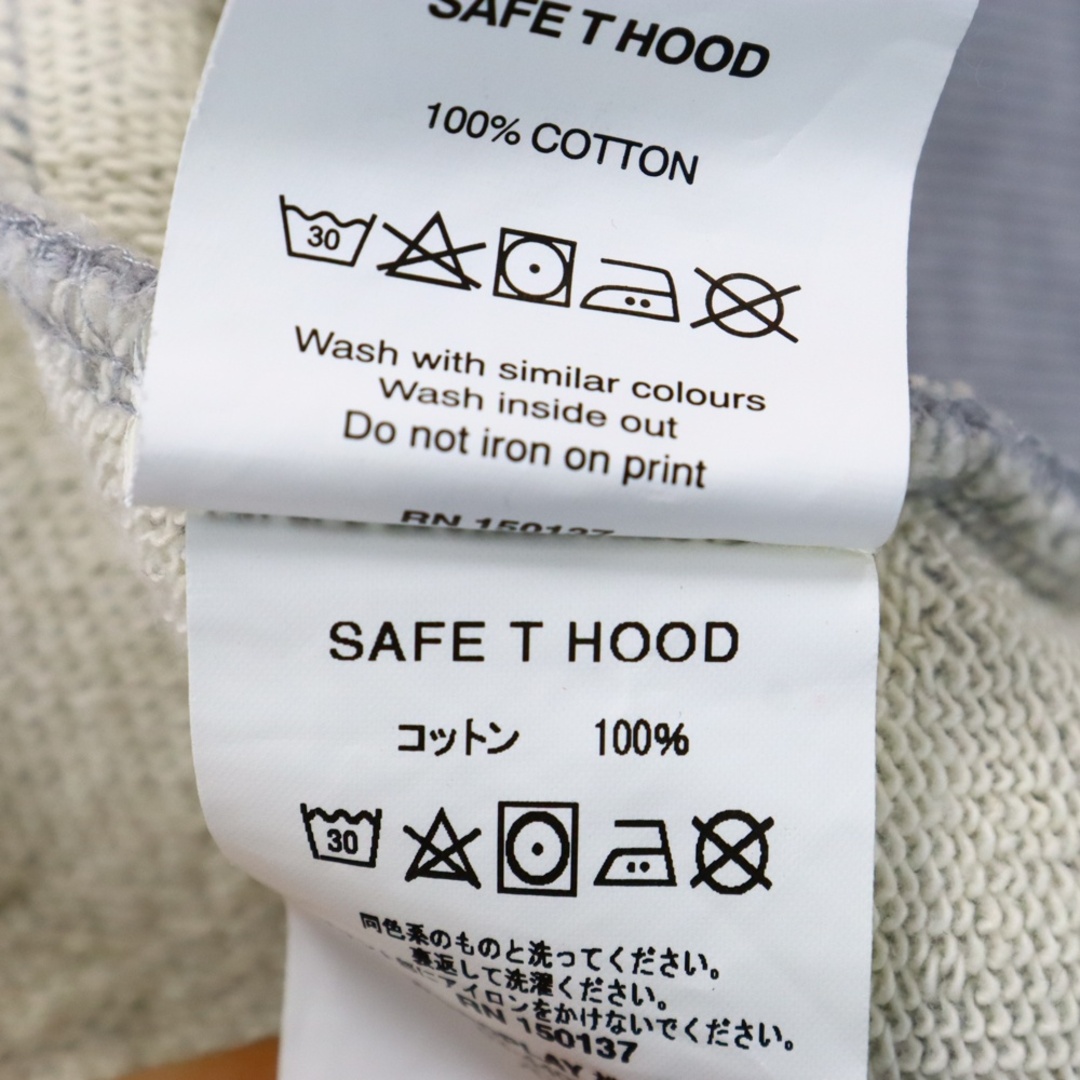 SAFE T HOOD
100% COTTON
30
Wash with similar colours
Wash inside out
Do not iron on print
RN 150137
SAFE T HOOD
コットン 100%
30
同色系のものと洗ってください。
裏返して洗濯ください。
にアイロンをかけないでください。
RN 150137